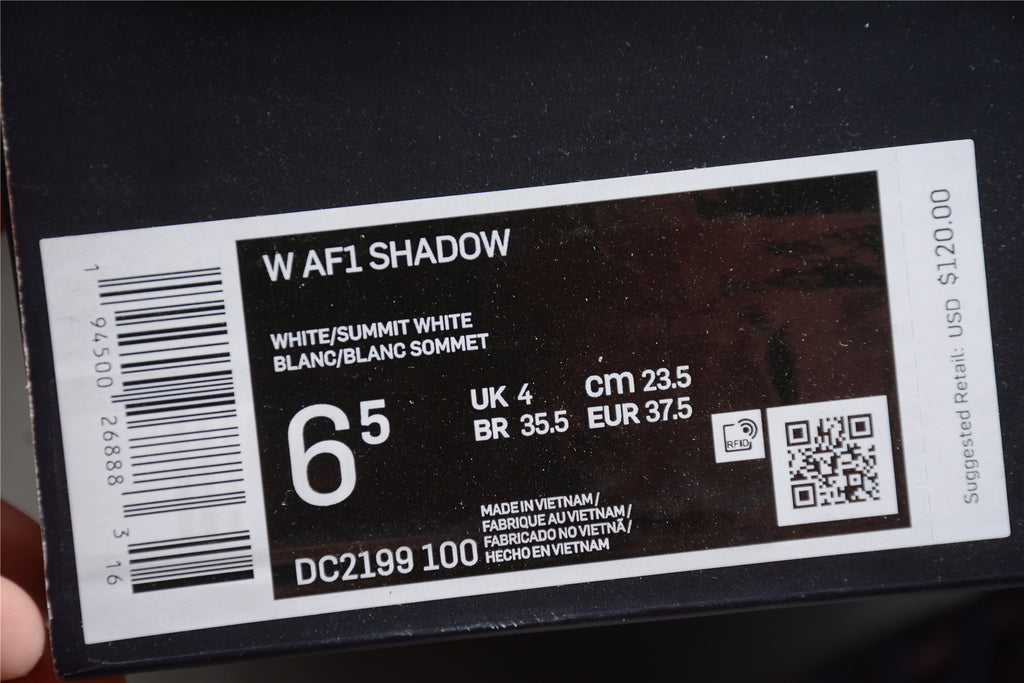 W AF1 SHADOW
WHITE/SUMMIT WHITE
BLANC/BLANC SOMMET
6⁵
UK 4
cm 23.5
BR 35.5
EUR 37.5
RFID
DC2199 100
MADE IN VIETNAM /
FABRIQUE AU VIETNAM /
FABRICADO NO VIETNÃ /
HECHO EN VIETNAM
1 94500 26888 3 16
Suggested Retail: USD $120.00